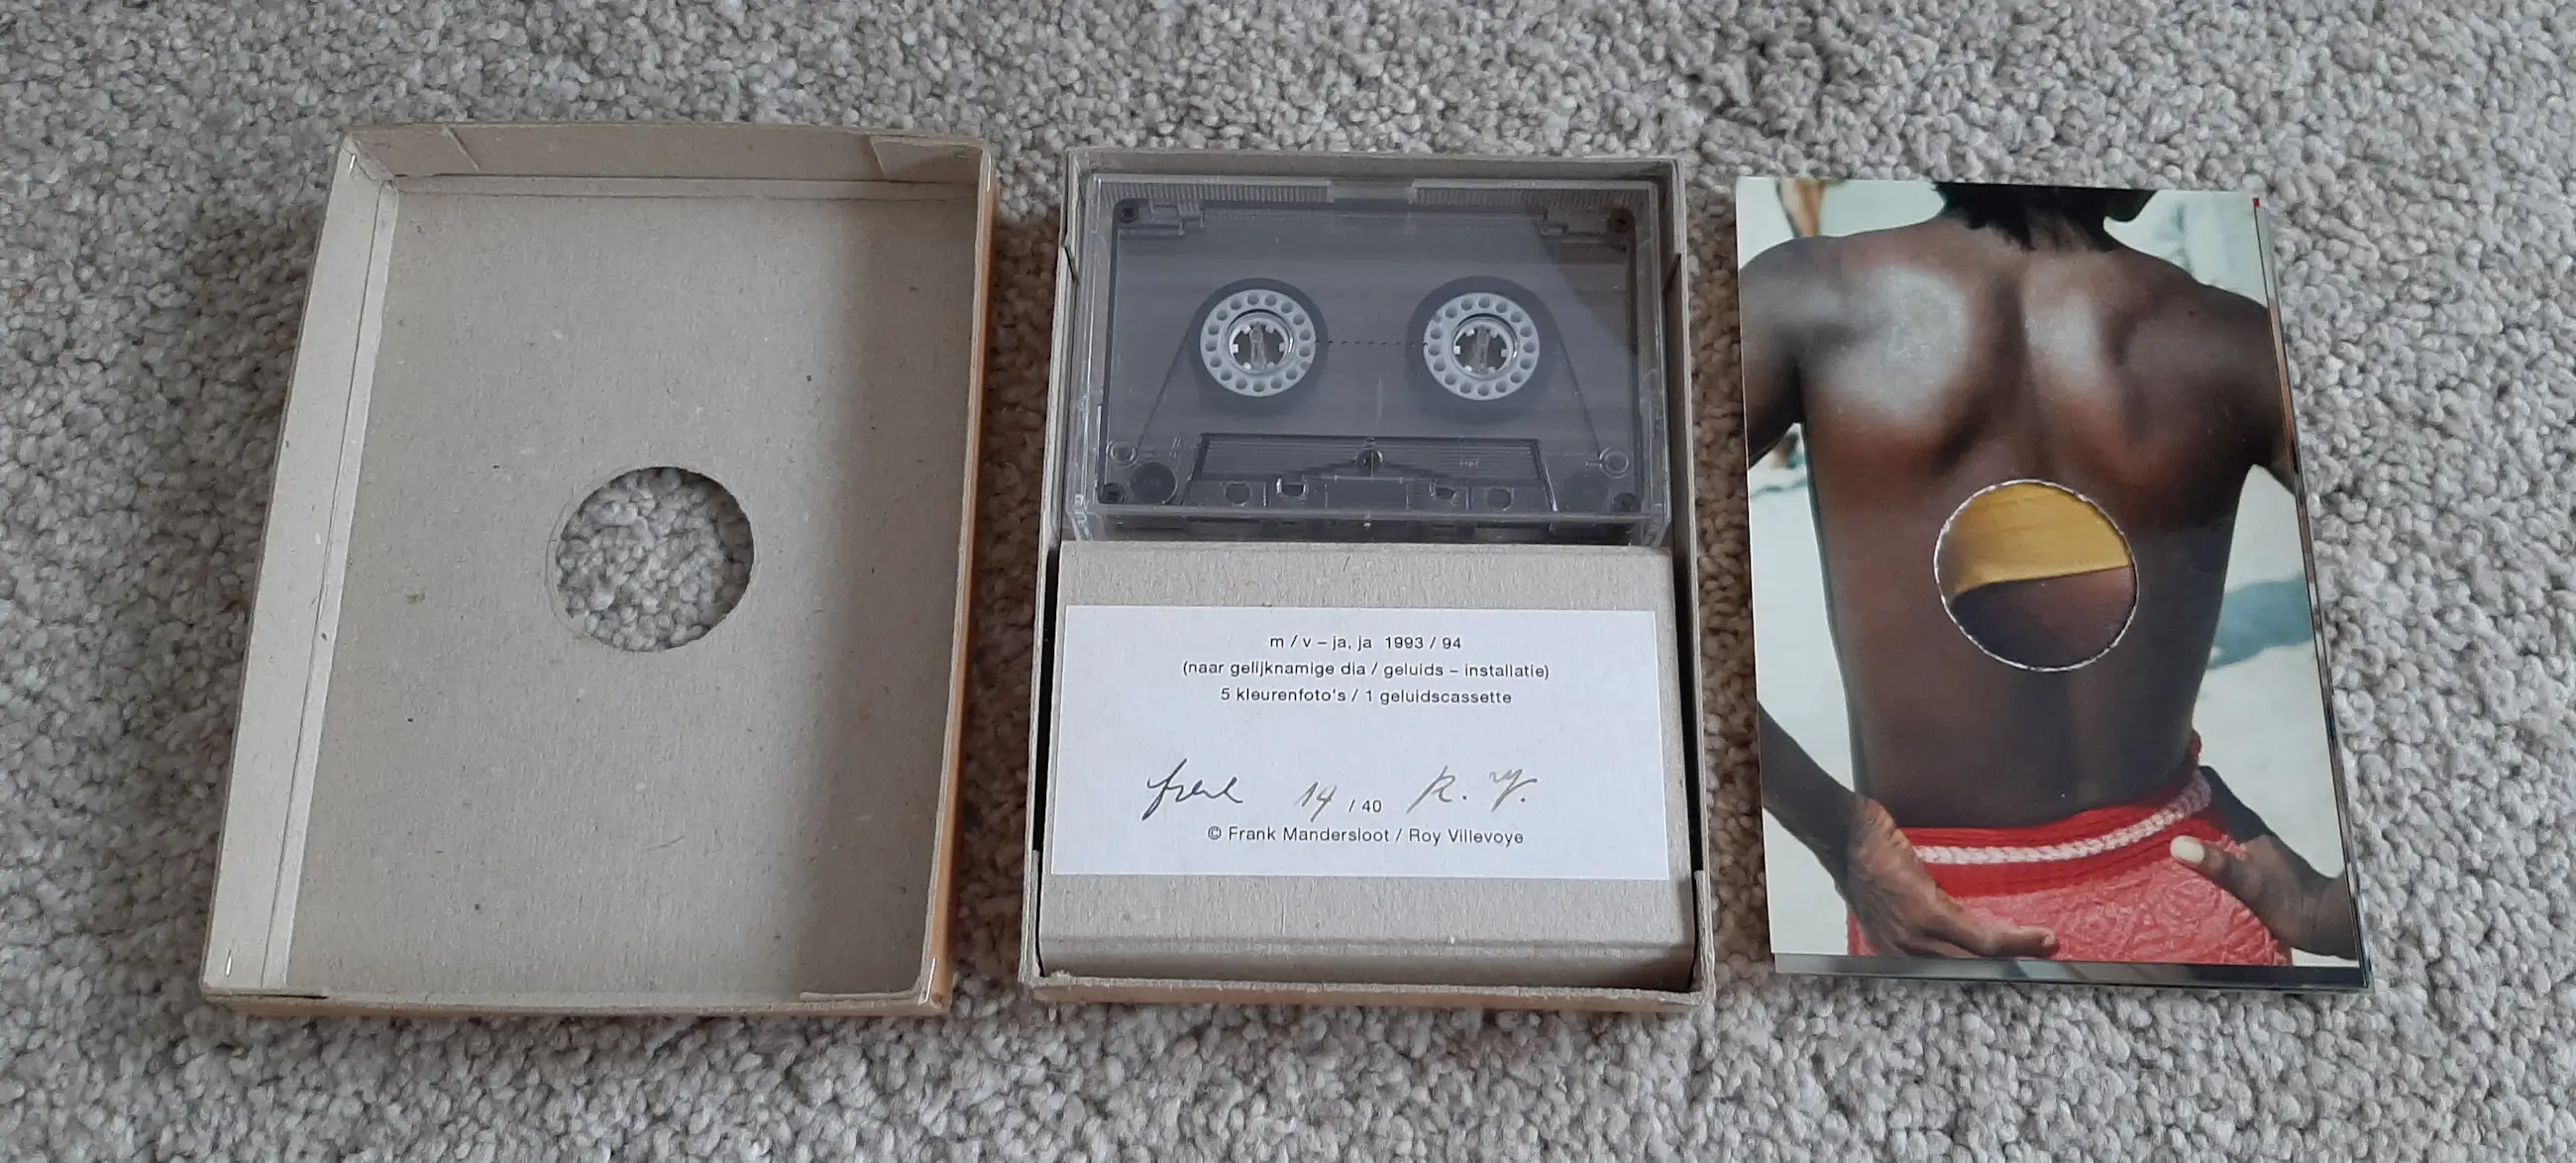 m / v – ja, ja 1993 / 94
(naar gelijknamige dia / geluids – installatie)
5 kleurenfoto's / 1 geluidscassette
14 / 40 R. V.
© Frank Mandersloot / Roy Villevoye